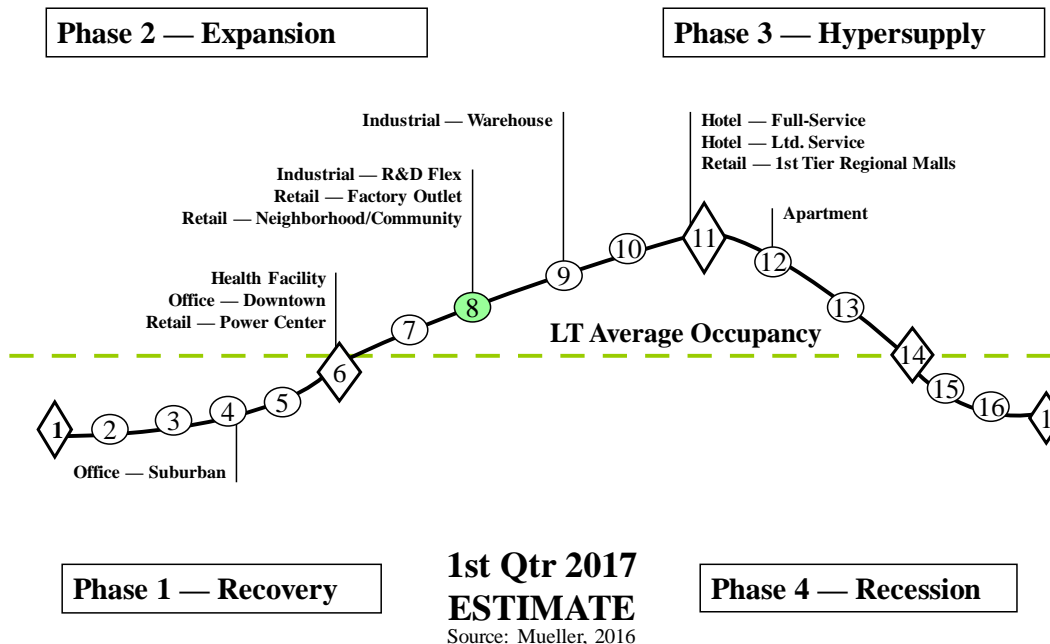 Phase 2 — Expansion
Phase 3 — Hypersupply
Industrial — Warehouse
Hotel — Full-Service
Hotel — Ltd. Service
Retail — 1st Tier Regional Malls
Industrial — R&D Flex
Retail — Factory Outlet
Retail — Neighborhood/Community
Apartment
Health Facility
Office — Downtown
Retail — Power Center
LT Average Occupancy
1
2
3
4
5
6
7
8
9
10
11
12
13
14
15
16
1
Office — Suburban
Phase 1 — Recovery
1st Qtr 2017
ESTIMATE
Source: Mueller, 2016
Phase 4 — Recession